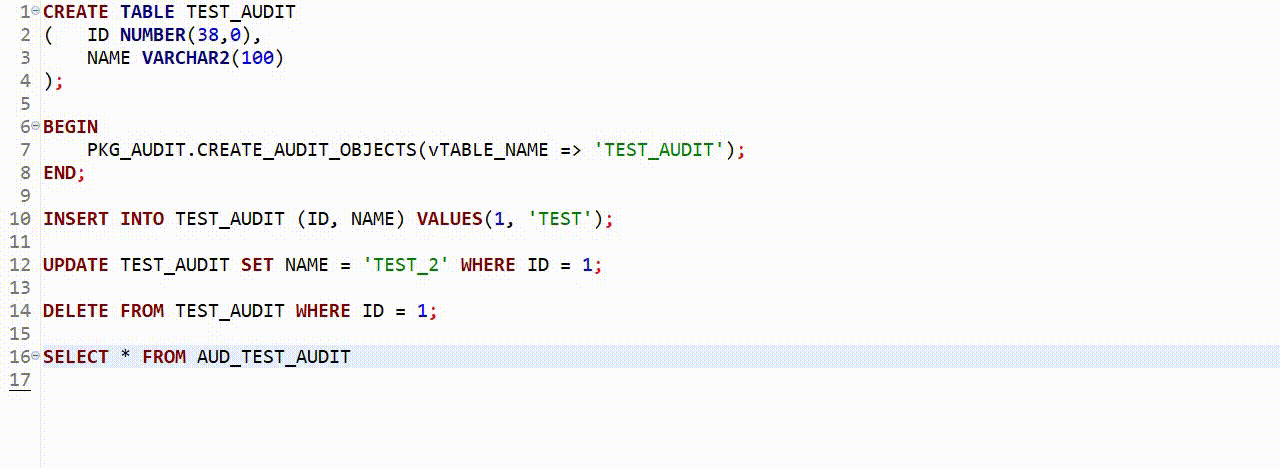 1 CREATE TABLE TEST_AUDIT
2 (   ID NUMBER(38,0),
3     NAME VARCHAR2(100)
4 );
5
6 BEGIN
7     PKG_AUDIT.CREATE_AUDIT_OBJECTS(vTABLE_NAME => 'TEST_AUDIT');
8 END;
9
10 INSERT INTO TEST_AUDIT (ID, NAME) VALUES(1, 'TEST');
11
12 UPDATE TEST_AUDIT SET NAME = 'TEST_2' WHERE ID = 1;
13
14 DELETE FROM TEST_AUDIT WHERE ID = 1;
15
16 SELECT * FROM AUD_TEST_AUDIT
17